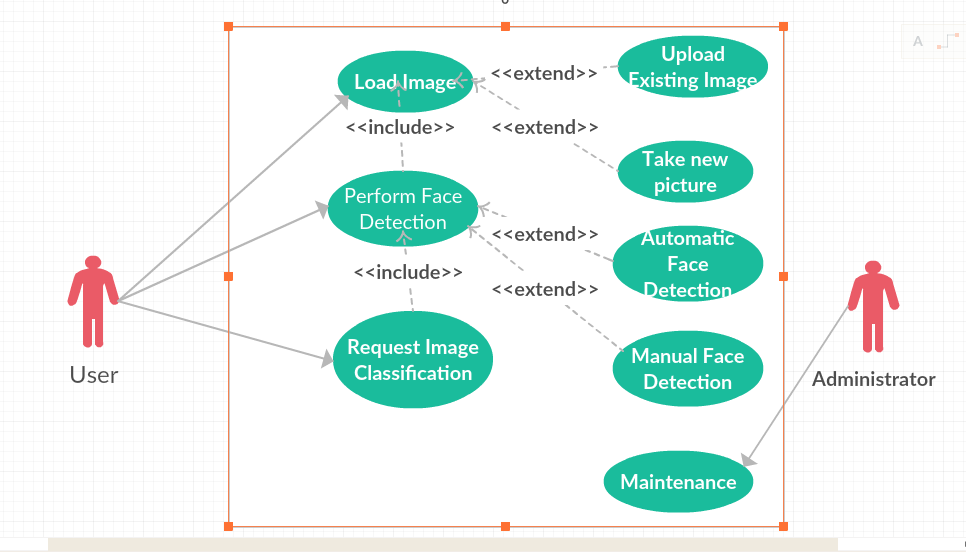 A
Load Image
<<extend>>
Upload
Existing Image
<<include>>
<<extend>>
Take new
picture
Perform Face
Detection
<<extend>>
Automatic
Face
Detection
<<include>>
<<extend>>
Request Image
Classification
Manual Face
Detection
User
Administrator
Maintenance